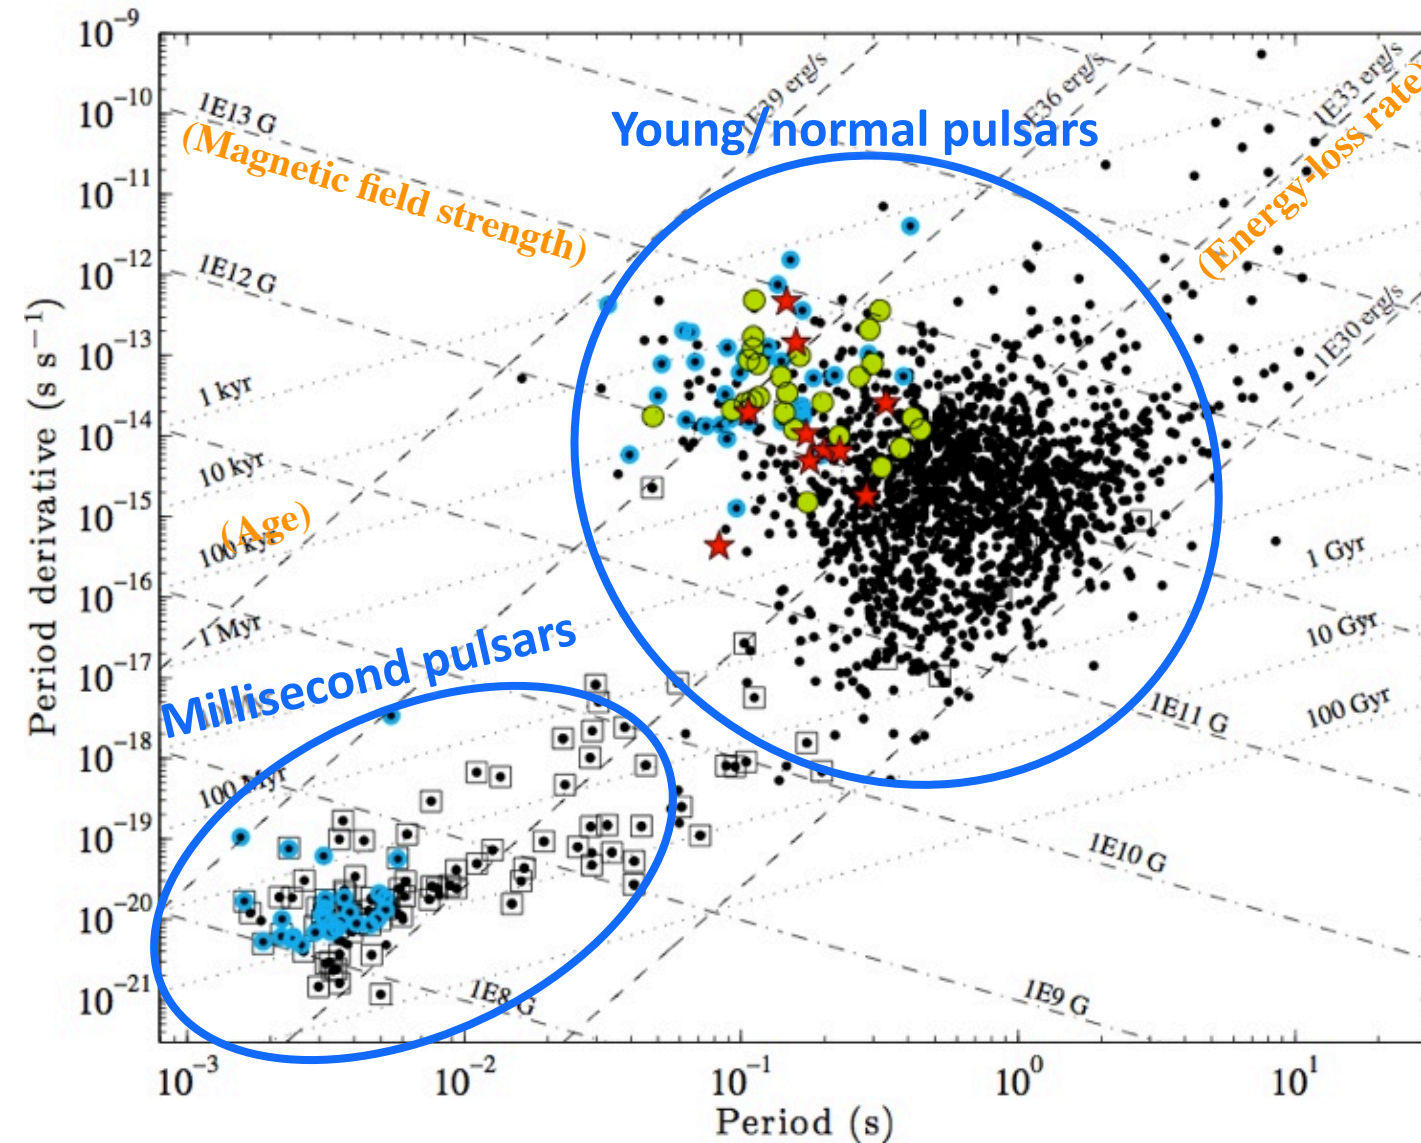 10⁻⁹
10⁻¹⁰
10⁻¹¹
10⁻¹²
10⁻¹³
10⁻¹⁴
10⁻¹⁵
10⁻¹⁶
10⁻¹⁷
10⁻¹⁸
10⁻¹⁹
10⁻²⁰
10⁻²¹
Period derivative (s s⁻¹)
1E13 G
(Magnetic field strength)
1E12 G
1E39 erg/s
E36 erg/s
1E33 erg/s
(Energy-loss rate)
1E30 erg/s
Young/normal pulsars
1 kyr
10 kyr
(Age)
100 kyr
1 Myr
Millisecond pulsars
100 Myr
1 Gyr
10 Gyr
100 Gyr
1E11 G
1E10 G
1E9 G
1E8 G
10⁻³
10⁻²
10⁻¹
10⁰
10¹
Period (s)